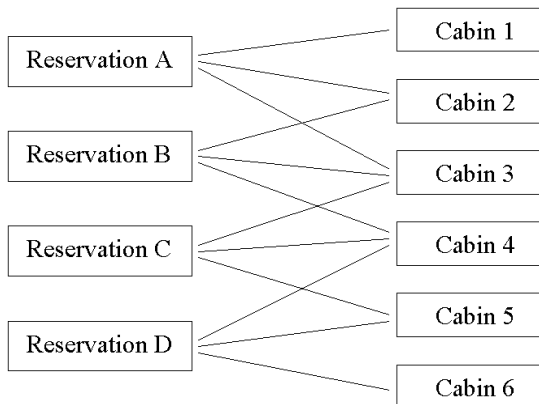 Reservation A
Reservation B
Reservation C
Reservation D
Cabin 1
Cabin 2
Cabin 3
Cabin 4
Cabin 5
Cabin 6